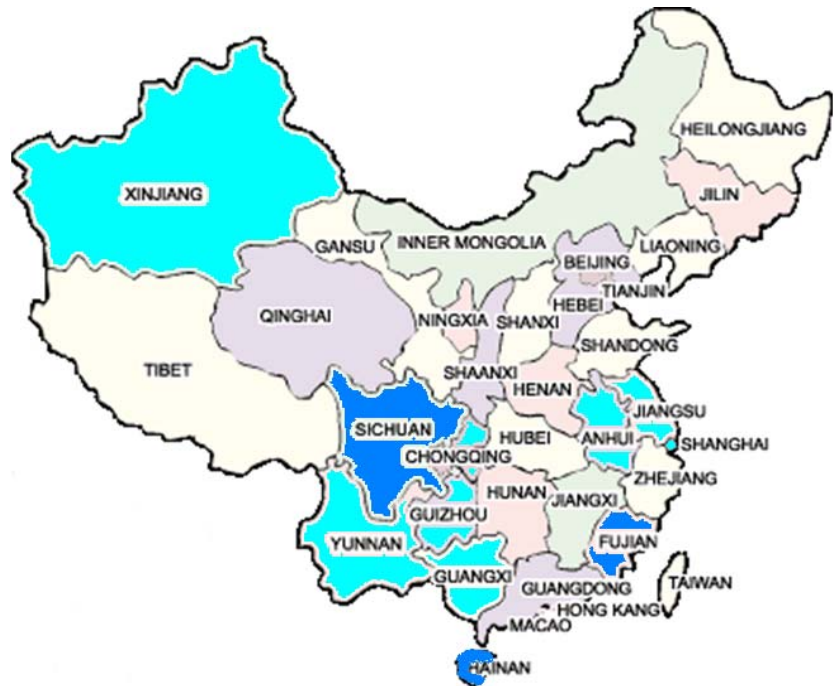 HEILONGJIANG
XINJIANG
JILIN
GANSU
INNER MONGOLIA
LIAONING
BEIJING
TIANJIN
QINGHAI
NINGXIA
SHANXI
HEBEI
SHANDONG
TIBET
SHAANXI
HENAN
JIANGSU
SICHUAN
HUBEI
ANHUI
SHANGHAI
CHONGQING
ZHEJIANG
HUNAN
JIANGXI
GUIZHOU
YUNNAN
FUJIAN
GUANGXI
GUANGDONG
TAIWAN
HONG KANG
MACAO
HAINAN